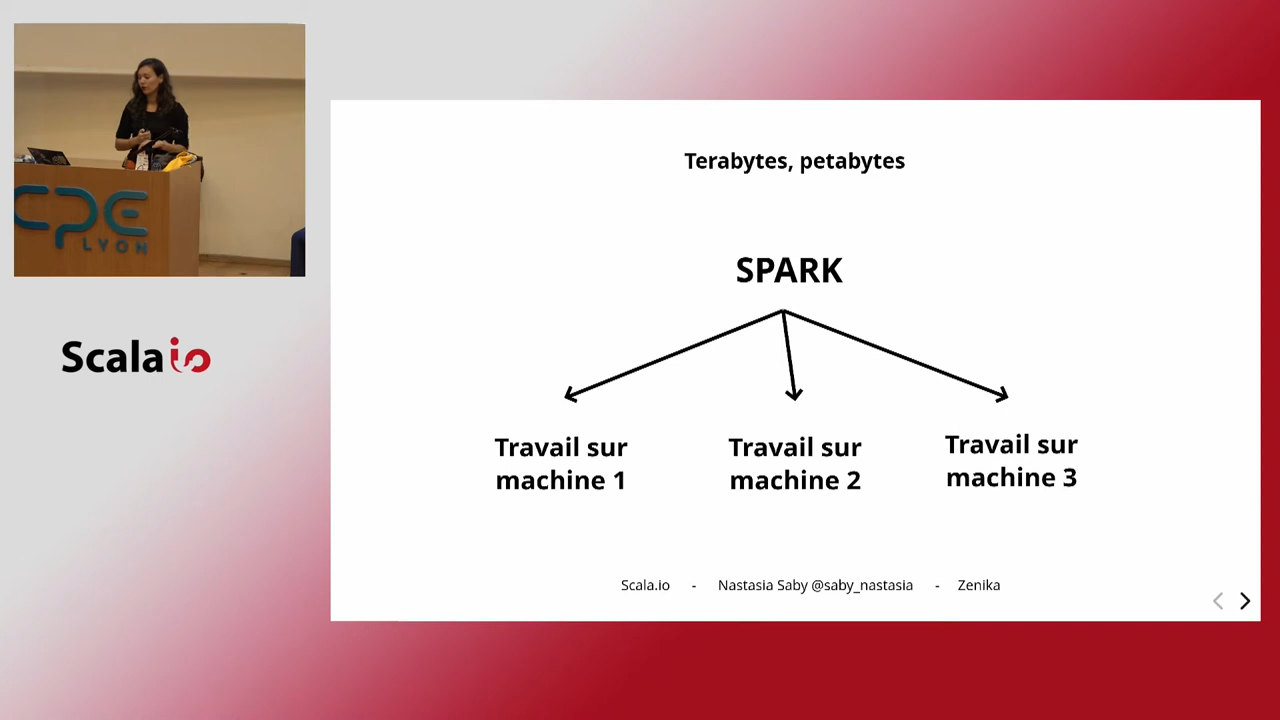 CPE
LYON
Scala io
Terabytes, petabytes
SPARK
Travail sur
machine 1
Travail sur
machine 2
Travail sur
machine 3
Scala.io - Nastasia Saby @saby_nastasia - Zenika